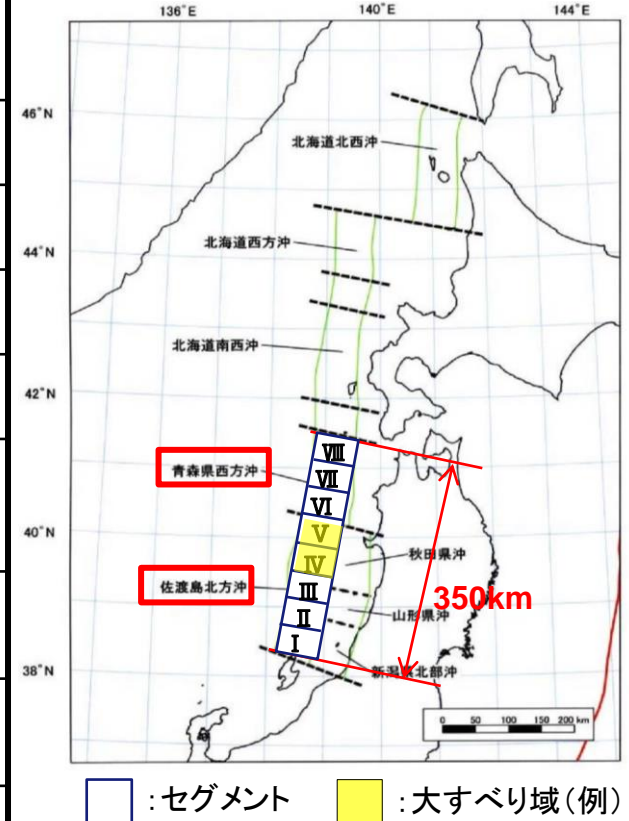 136°E
140°E
144°E
46°N
北海道北西沖
北海道西方沖
44°N
北海道南西沖
42°N
Ⅷ
青森県西方沖
Ⅶ
Ⅵ
40°N
Ⅴ
秋田県沖
Ⅳ
佐渡島北方沖
Ⅲ
350km
山形県沖
Ⅱ
Ⅰ
38°N
新潟県北部沖
0 50 100 150 200 km
:セグメント
:大すべり域(例)